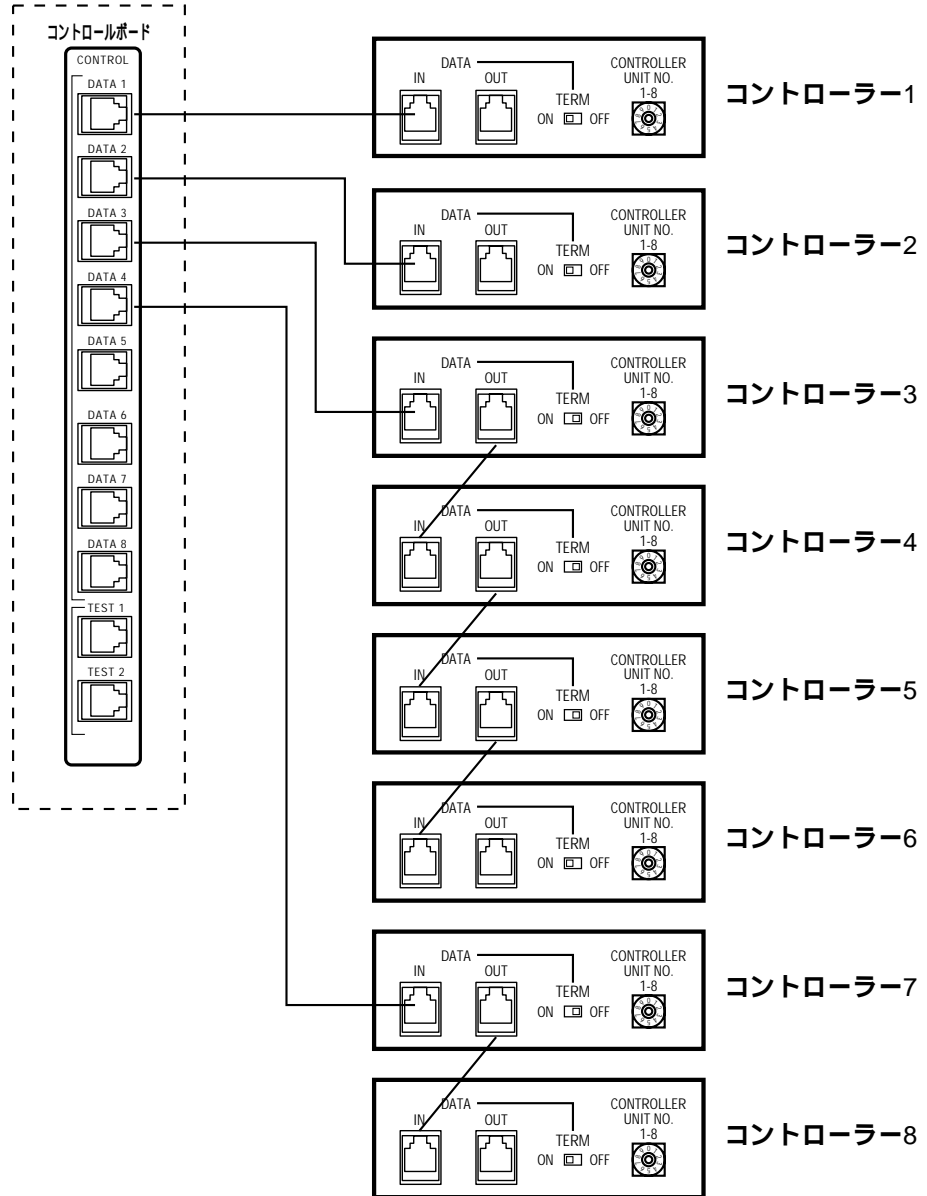 コントロールボード
CONTROL
DATA 1
DATA 2
DATA 3
DATA 4
DATA 5
DATA 6
DATA 7
DATA 8
TEST 1
TEST 2
DATA
IN OUT
TERM
ON OFF
CONTROLLER
UNIT NO.
1-8
コントローラー1
DATA
IN OUT
TERM
ON OFF
CONTROLLER
UNIT NO.
1-8
コントローラー2
DATA
IN OUT
TERM
ON OFF
CONTROLLER
UNIT NO.
1-8
コントローラー3
DATA
IN OUT
TERM
ON OFF
CONTROLLER
UNIT NO.
1-8
コントローラー4
DATA
IN OUT
TERM
ON OFF
CONTROLLER
UNIT NO.
1-8
コントローラー5
DATA
IN OUT
TERM
ON OFF
CONTROLLER
UNIT NO.
1-8
コントローラー6
DATA
IN OUT
TERM
ON OFF
CONTROLLER
UNIT NO.
1-8
コントローラー7
DATA
IN OUT
TERM
ON OFF
CONTROLLER
UNIT NO.
1-8
コントローラー8